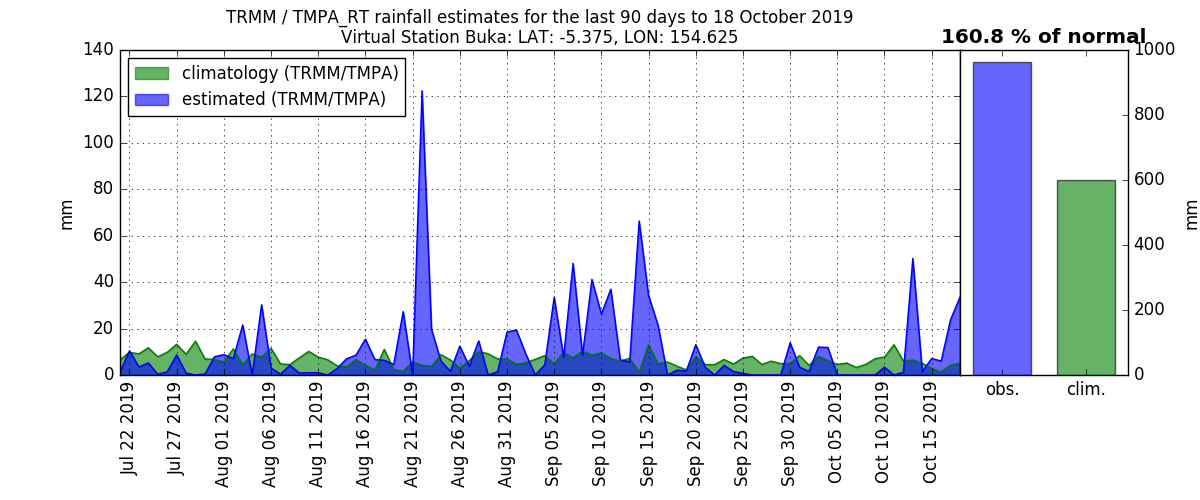 TRMM / TMPA_RT rainfall estimates for the last 90 days to 18 October 2019
Virtual Station Buka: LAT: -5.375, LON: 154.625
160.8 % of normal
climatology (TRMM/TMPA)
estimated (TRMM/TMPA)
mm
140
120
100
80
60
40
20
0
Jul 22 2019
Jul 27 2019
Aug 01 2019
Aug 06 2019
Aug 11 2019
Aug 16 2019
Aug 21 2019
Aug 26 2019
Aug 31 2019
Sep 05 2019
Sep 10 2019
Sep 15 2019
Sep 20 2019
Sep 25 2019
Sep 30 2019
Oct 05 2019
Oct 10 2019
Oct 15 2019
obs.
clim.
1000
800
600
400
200
0
mm